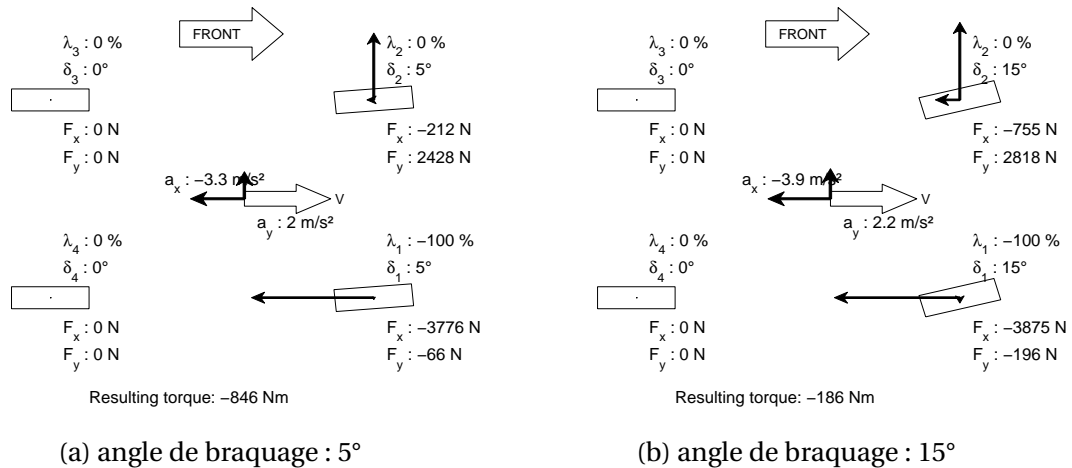 FRONT
λ3 : 0 %
δ3 : 0°
Fx : 0 N
Fy : 0 N
λ2 : 0 %
δ2 : 5°
Fx : −212 N
Fy : 2428 N
ax : −3.3 m/s²
V
ay : 2 m/s²
λ4 : 0 %
δ4 : 0°
Fx : 0 N
Fy : 0 N
λ1 : −100 %
δ1 : 5°
Fx : −3776 N
Fy : −66 N
Resulting torque: −846 Nm
(a) angle de braquage : 5°
FRONT
λ3 : 0 %
δ3 : 0°
Fx : 0 N
Fy : 0 N
λ2 : 0 %
δ2 : 15°
Fx : −755 N
Fy : 2818 N
ax : −3.9 m/s²
V
ay : 2.2 m/s²
λ4 : 0 %
δ4 : 0°
Fx : 0 N
Fy : 0 N
λ1 : −100 %
δ1 : 15°
Fx : −3875 N
Fy : −196 N
Resulting torque: −186 Nm
(b) angle de braquage : 15°